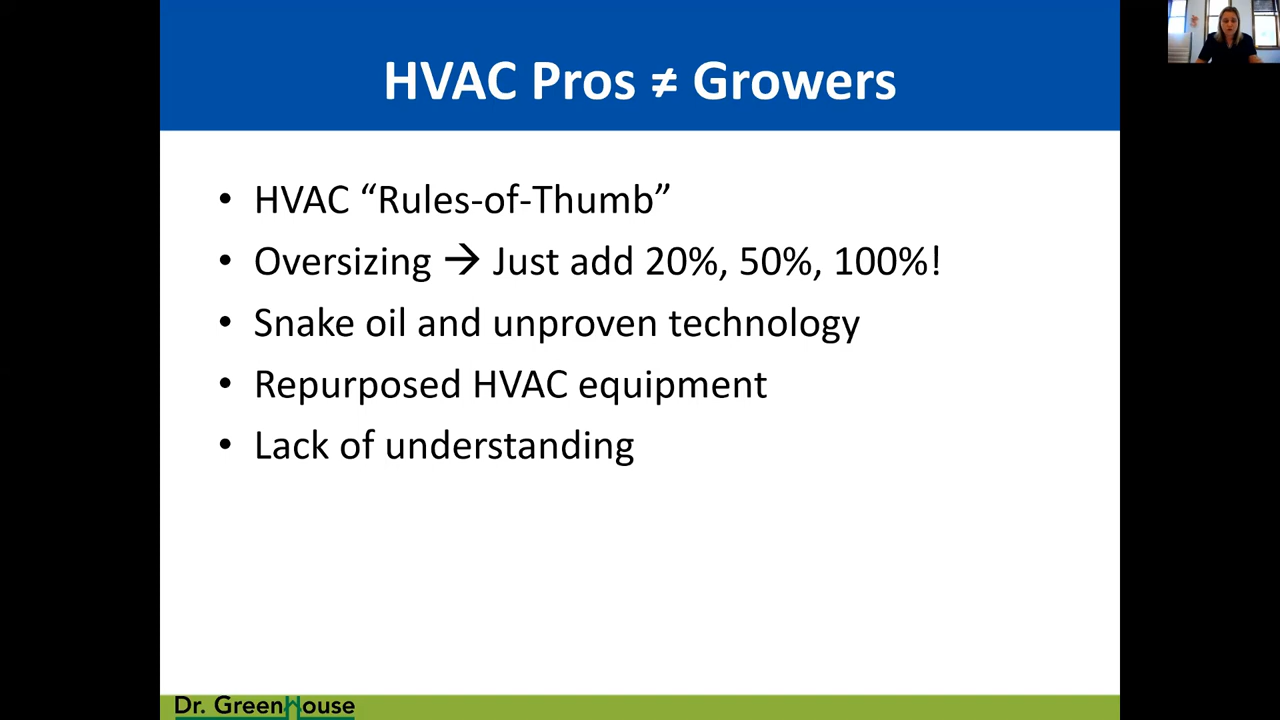 HVAC Pros ≠ Growers
• HVAC “Rules-of-Thumb”
• Oversizing → Just add 20%, 50%, 100%!
• Snake oil and unproven technology
• Repurposed HVAC equipment
• Lack of understanding
Dr. GreenHouse